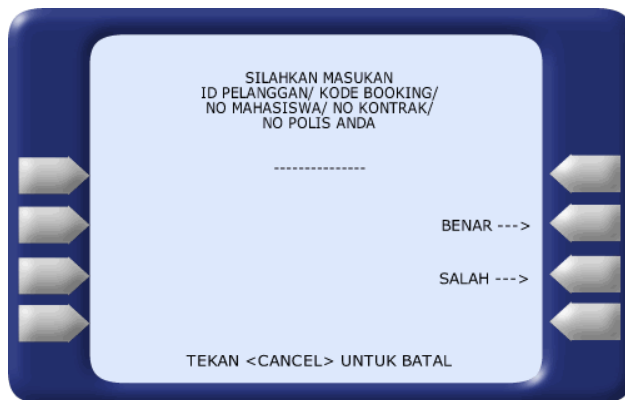 SILAHKAN MASUKAN
ID PELANGGAN/ KODE BOOKING/
NO MAHASISWA/ NO KONTRAK/
NO POLIS ANDA
---------------
BENAR --->
SALAH --->
TEKAN <CANCEL> UNTUK BATAL